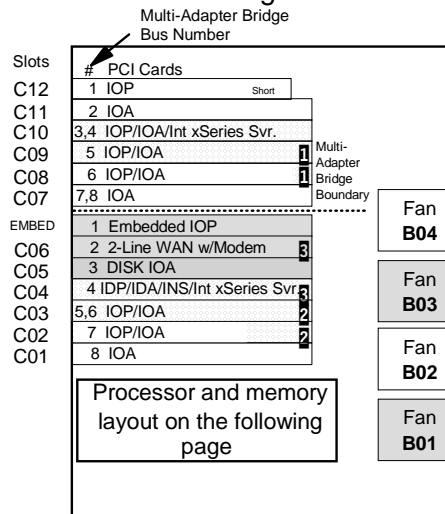 Multi-Adapter Bridge
Bus Number
Slots
# PCI Cards
C12 1 IOP Short
C11 2 IOA
C10 3,4 IOP/IOA/Int xSeries Svr.
C09 5 IOP/IOA 1
C08 6 IOP/IOA 1
C07 7,8 IOA
Multi-
Adapter
Bridge
Boundary
EMBED 1 Embedded IOP
C06 2 2-Line WAN w/Modem 3
C05 3 DISK IOA
C04 4 IDP/IDA/INS/Int xSeries Svr. 3
C03 5,6 IOP/IOA 2
C02 7 IOP/IOA 2
C01 8 IOA
Processor and memory
layout on the following
page
Fan
B04
Fan
B03
Fan
B02
Fan
B01